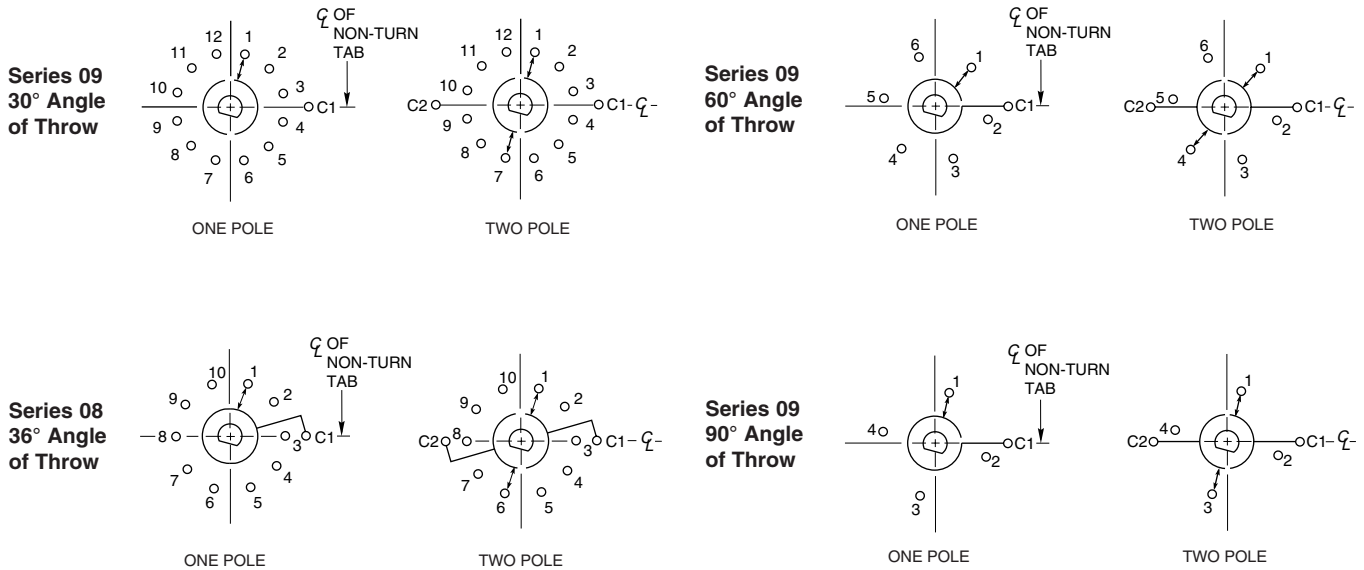 Series 09
30° Angle
of Throw
12 1
11 2
10 3
C1
9 4
8 5
7 6
ONE POLE
℄ OF
NON-TURN
TAB
12 1
11 2
10 3
C2 C1-℄-
9 4
8 5
7 6
TWO POLE
Series 09
60° Angle
of Throw
6 1
5 C1
2
4 3
ONE POLE
℄ OF
NON-TURN
TAB
6 1
C2 5 C1-℄-
2
4 3
TWO POLE
Series 08
36° Angle
of Throw
10 1
9 2
8 3 C1
7 4
6 5
ONE POLE
℄ OF
NON-TURN
TAB
10 1
9 2
C2 8 3 C1-℄-
7 4
6 5
TWO POLE
Series 09
90° Angle
of Throw
1
4 C1
2
3
ONE POLE
℄ OF
NON-TURN
TAB
1
4
C2 C1-℄-
2
3
TWO POLE